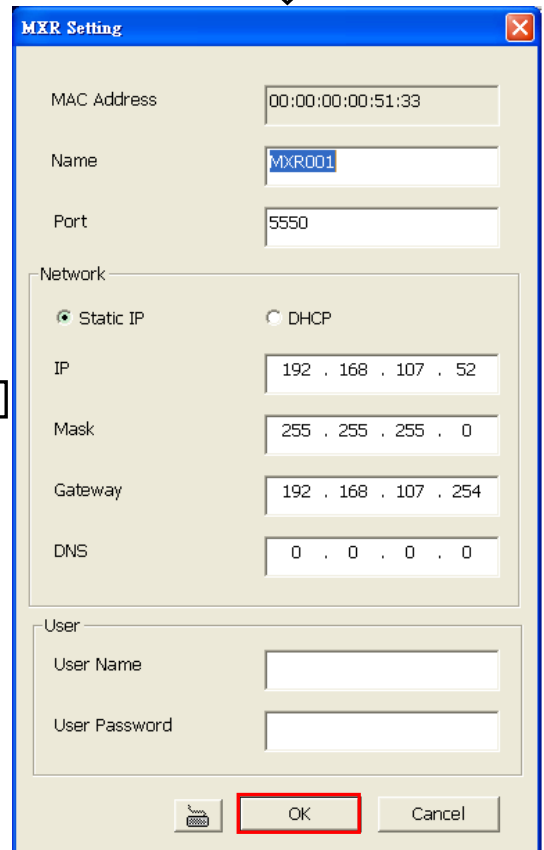 MXR Setting
MAC Address 00:00:00:00:51:33
Name MXR001
Port 5550
Network
Static IP DHCP
IP 192 . 168 . 107 . 52
Mask 255 . 255 . 255 . 0
Gateway 192 . 168 . 107 . 254
DNS 0 . 0 . 0 . 0
User
User Name
User Password
OK Cancel